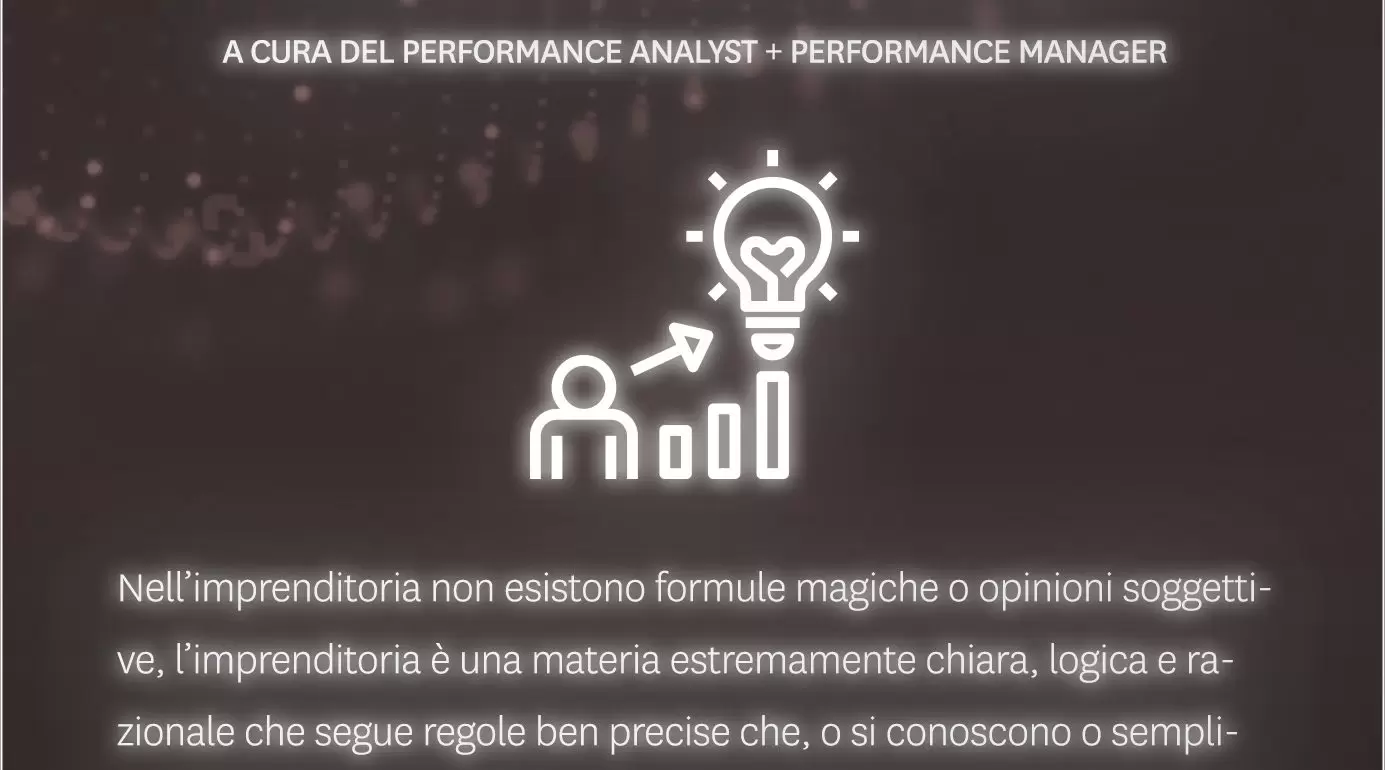 A CURA DEL PERFORMANCE ANALYST + PERFORMANCE MANAGER
Nell’imprenditoria non esistono formule magiche o opinioni soggetti-
ve, l’imprenditoria è una materia estremamente chiara, logica e ra-
zionale che segue regole ben precise che, o si conoscono o sempli-